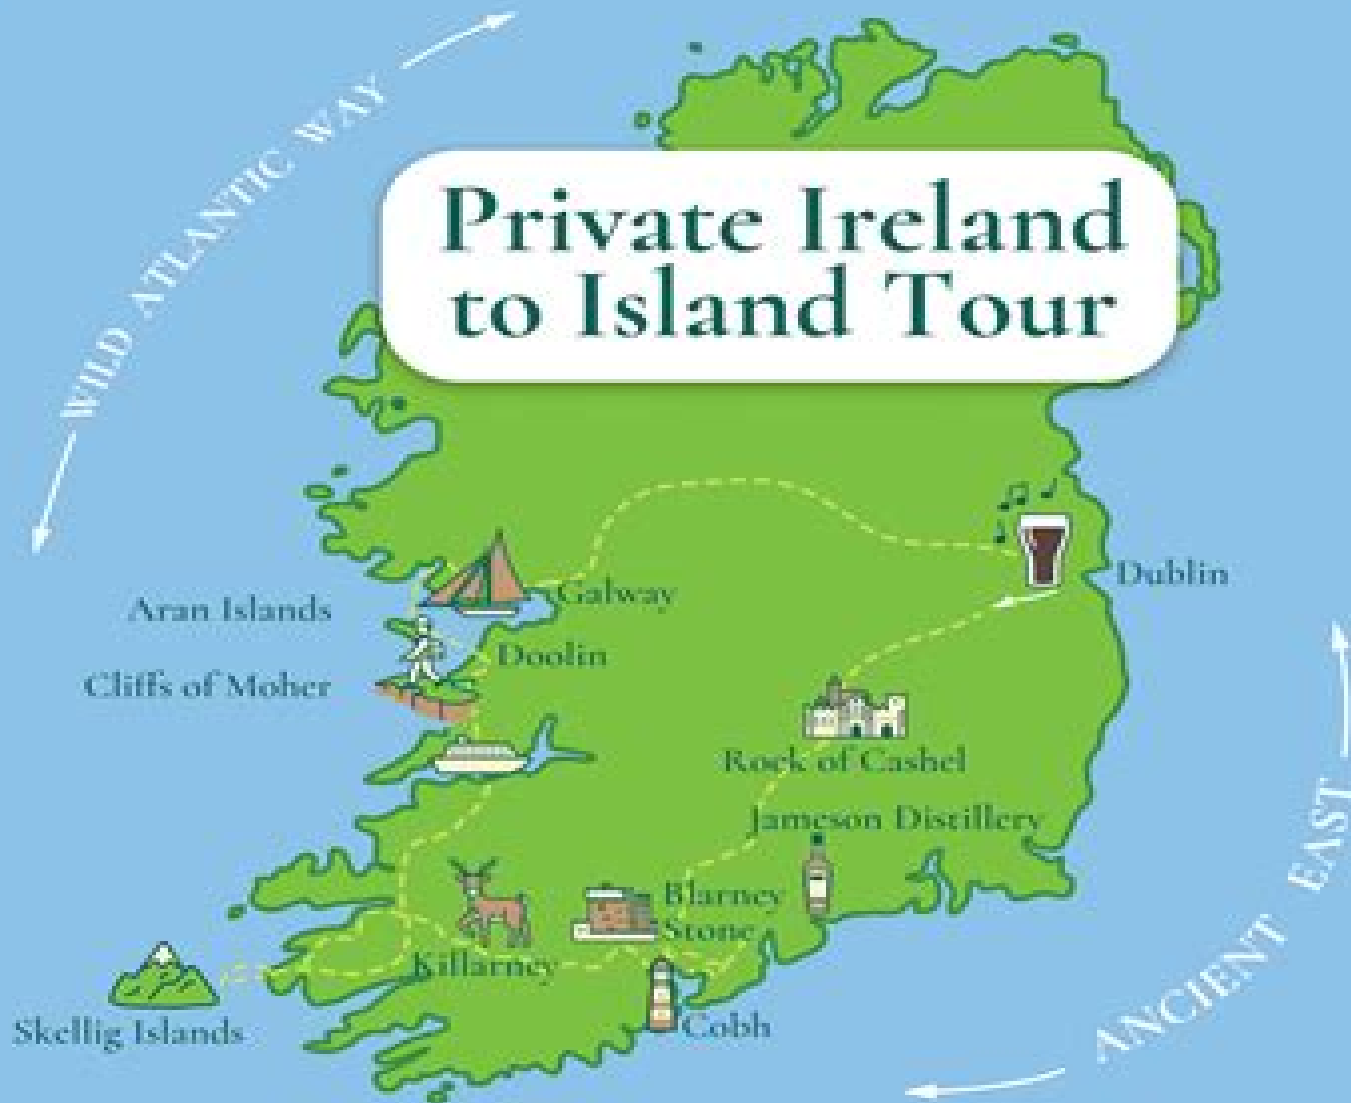 WILD ATLANTIC WAY
Private Ireland
to Island Tour
Dublin
Galway
Aran Islands
Doolin
Cliffs of Moher
Rock of Cashel
Jameson Distillery
Blarney
Stone
Killarney
Skellig Islands
Cobh
ANCIENT EAST